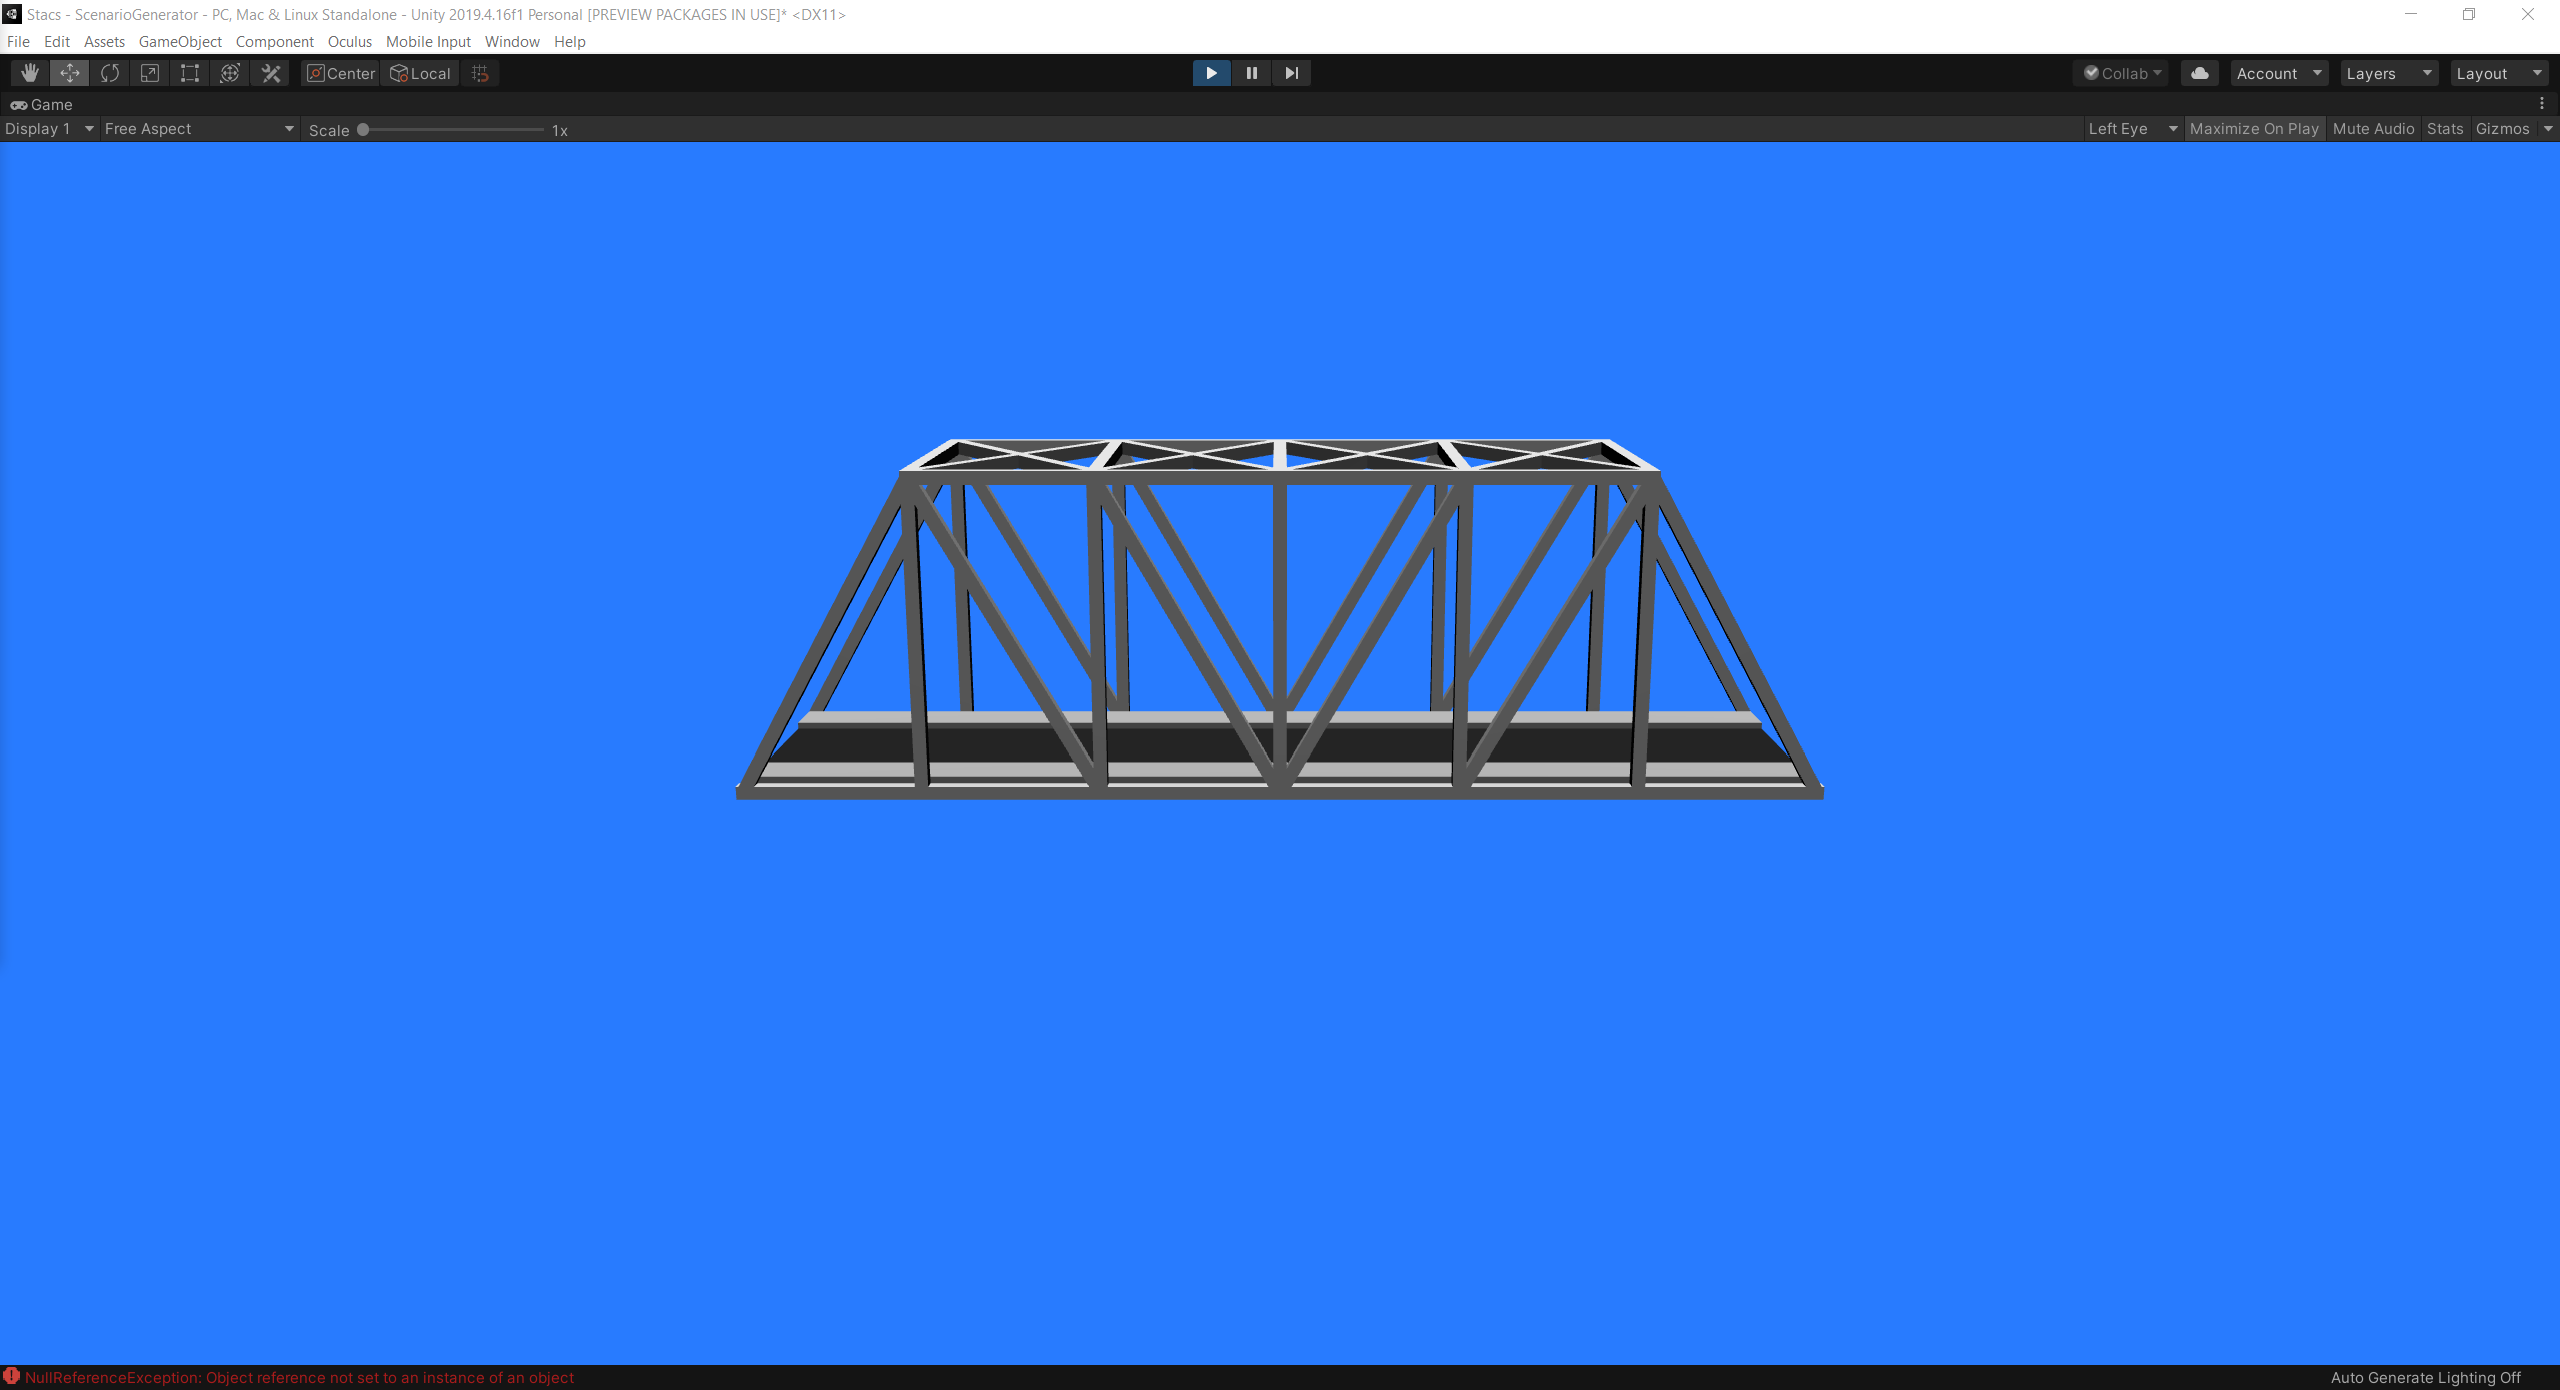 Stacs - ScenarioGenerator - PC, Mac & Linux Standalone - Unity 2019.4.16f1 Personal [PREVIEW PACKAGES IN USE]* <DX11>
File Edit Assets GameObject Component Oculus Mobile Input Window Help
Center Local Collab Account Layers Layout
Game
Display 1 Free Aspect Scale 1x Left Eye Maximize On Play Mute Audio Stats Gizmos
NullReferenceException: Object reference not set to an instance of an object Auto Generate Lighting Off